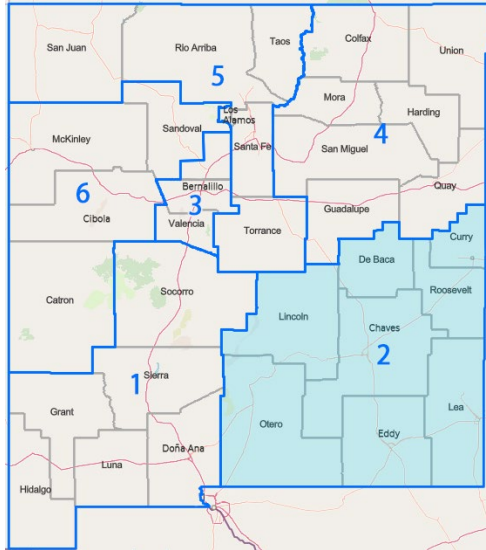 San Juan
Rio Arriba
Taos
Colfax
Union
5
Mora
Harding
Los
Alamos
Sandoval
McKinley
Santa Fe
San Miguel
4
Bernalillo
6
3
Quay
Guadalupe
Cibola
Valencia
Torrance
Curry
De Baca
Roosevelt
Catron
Socorro
Lincoln
Chaves
2
Sierra
1
Grant
Lea
Otero
Eddy
Doña Ana
Luna
Hidalgo